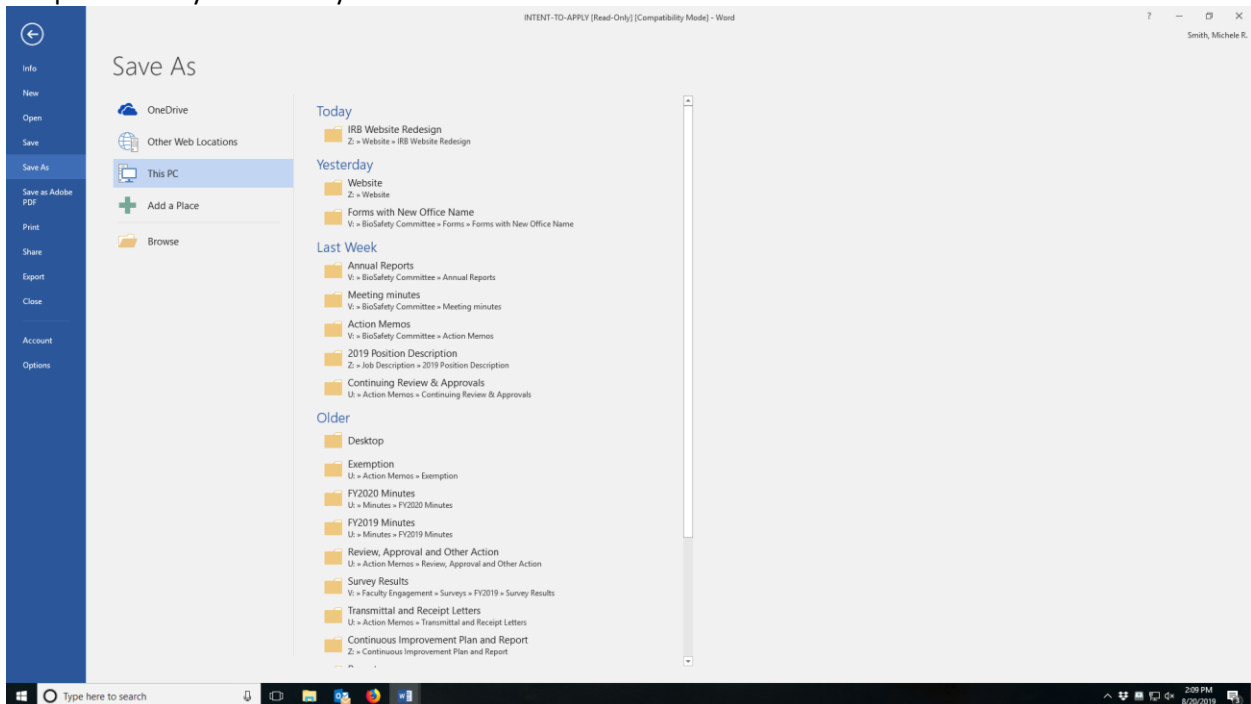 INTENT-TO-APPLY [Read-Only] [Compatibility Mode] - Word
?
Smith, Michele R.
Info
New
Open
Save
Save As
Save as Adobe
PDF
Print
Share
Export
Close
Account
Options
Save As
OneDrive
Other Web Locations
This PC
Add a Place
Browse
Today
IRB Website Redesign
Z: » Website » IRB Website Redesign
Yesterday
Website
Z: » Website
Forms with New Office Name
V: » BioSafety Committee » Forms » Forms with New Office Name
Last Week
Annual Reports
V: » BioSafety Committee » Annual Reports
Meeting minutes
V: » BioSafety Committee » Meeting minutes
Action Memos
V: » BioSafety Committee » Action Memos
2019 Position Description
Z: » Job Description » 2019 Position Description
Continuing Review & Approvals
U: » Action Memos » Continuing Review & Approvals
Older
Desktop
Exemption
U: » Action Memos » Exemption
FY2020 Minutes
U: » Minutes » FY2020 Minutes
FY2019 Minutes
U: » Minutes » FY2019 Minutes
Review, Approval and Other Action
U: » Action Memos » Review, Approval and Other Action
Survey Results
V: » Faculty Engagement » Surveys » FY2019 » Survey Results
Transmittal and Receipt Letters
U: » Action Memos » Transmittal and Receipt Letters
Continuous Improvement Plan and Report
Z: » Continuous Improvement Plan and Report
Type here to search
2:09 PM
8/20/2019